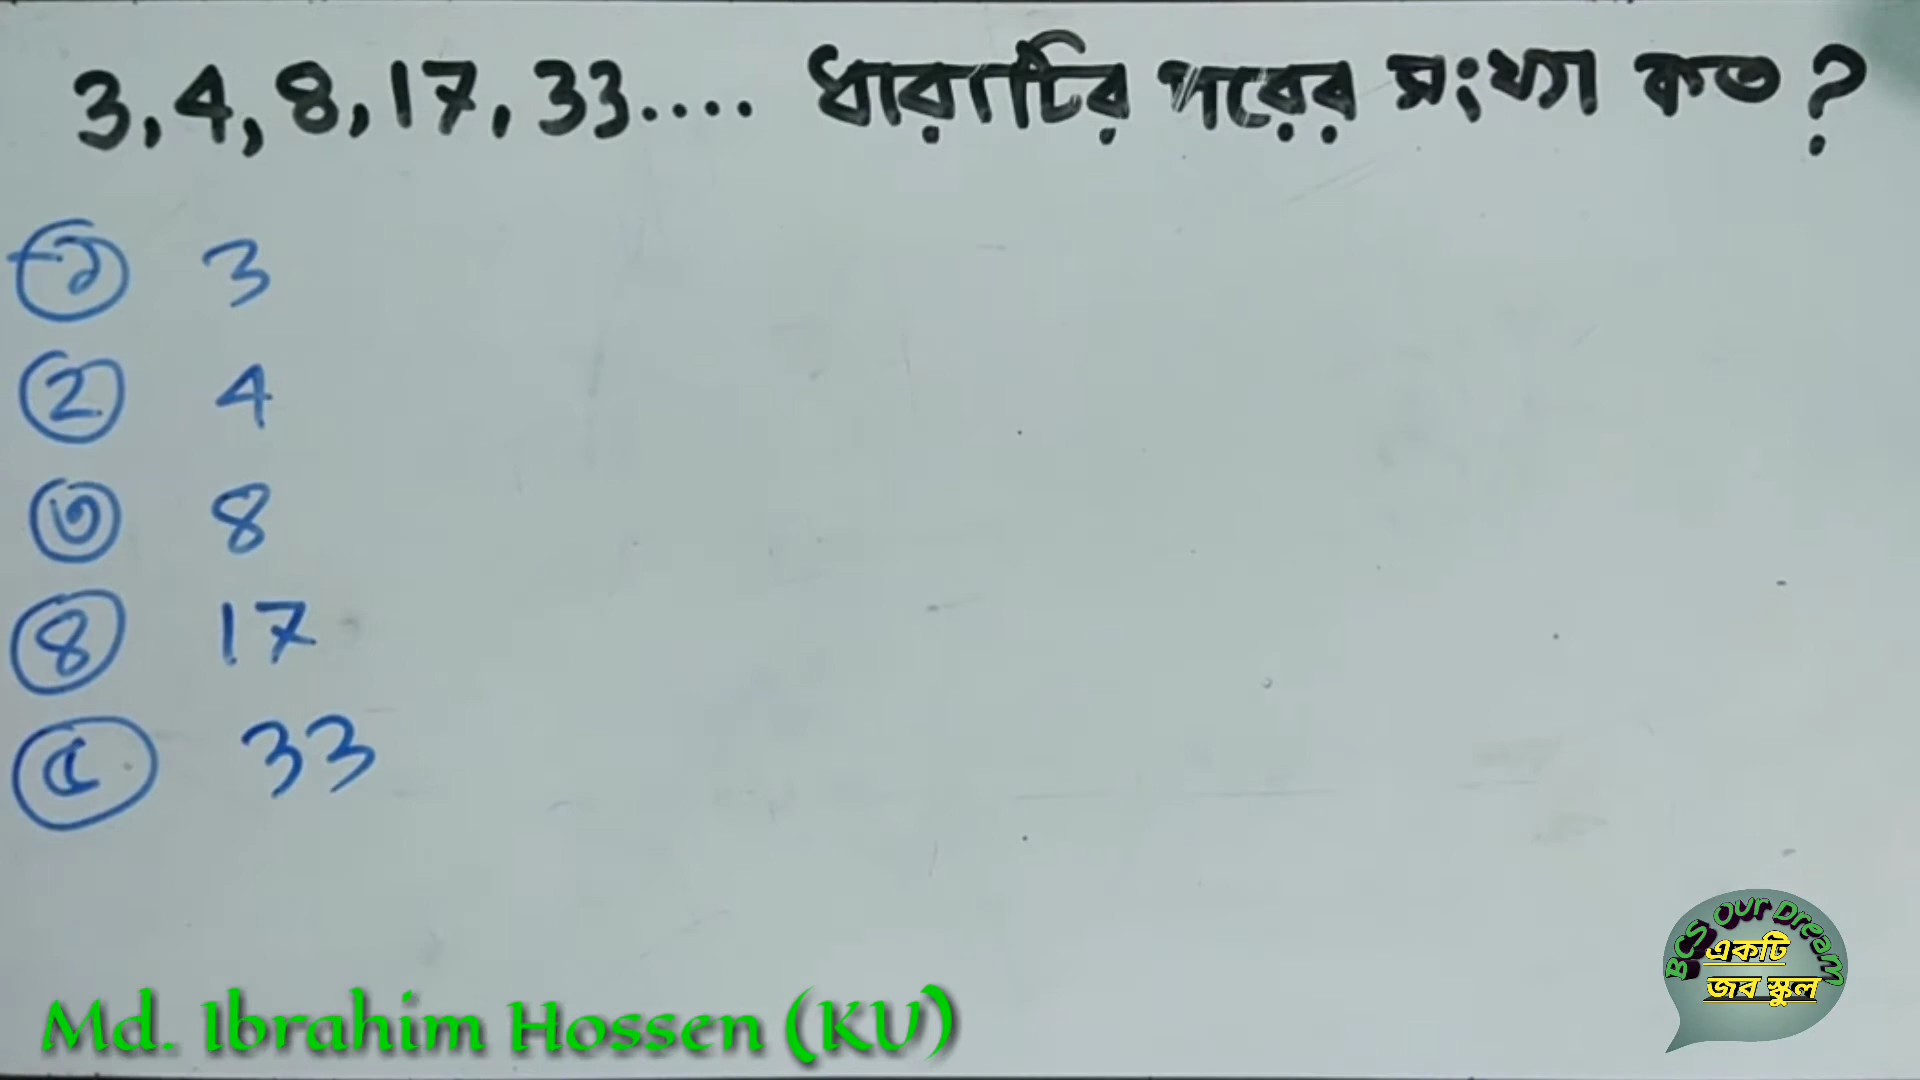 3, 4, 8, 17, 33.... ধারাটির পরের সংখ্যা কত?
১ 3
২ 4
৩ 8
৪ 17
৫ 33
Md. Ibrahim Hossen (KU)
BCS Our Dream
একটি
জব স্কুল